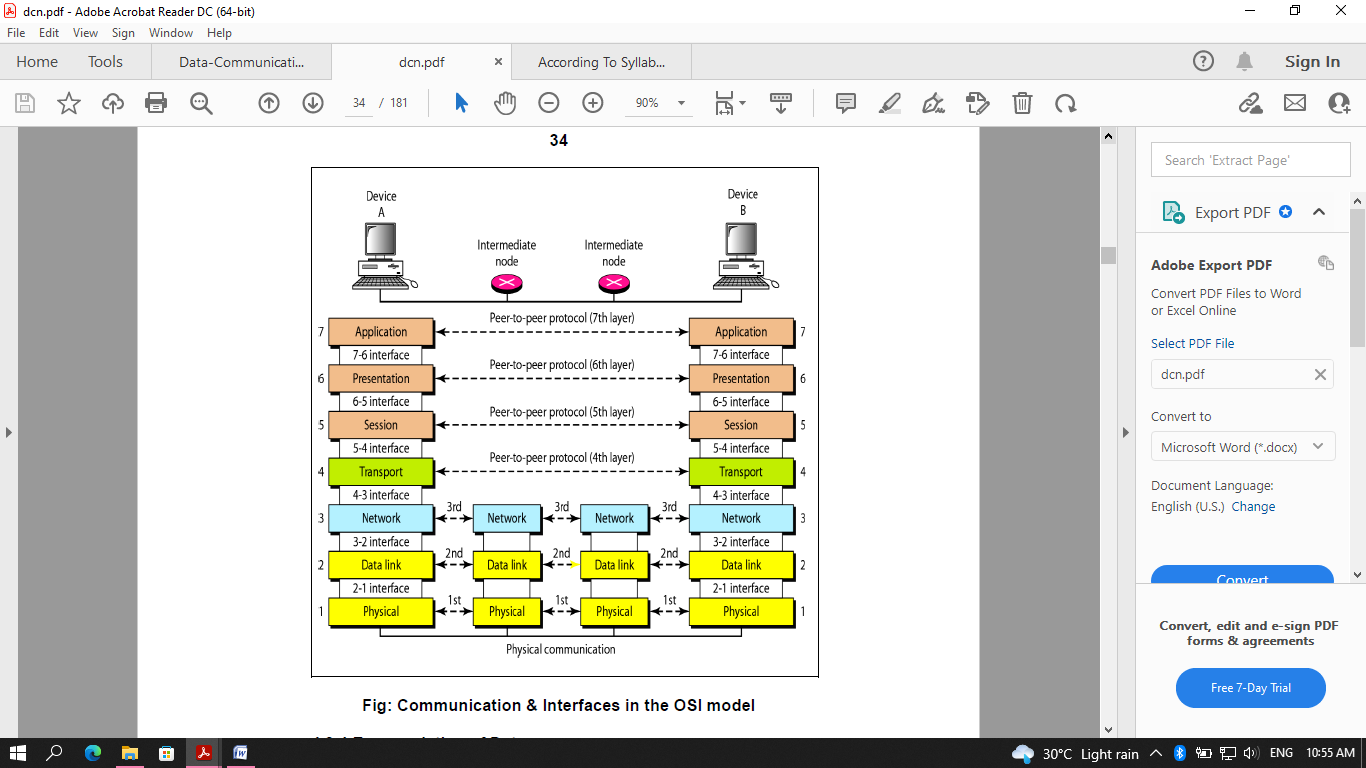 dcn.pdf - Adobe Acrobat Reader DC (64-bit)
File Edit View Sign Window Help
Home Tools Data-Communicati... dcn.pdf × According To Syllab... Sign In
34 / 181 90%
34
Device
A
Device
B
Intermediate
node
Intermediate
node
Peer-to-peer protocol (7th layer)
7 Application Application 7
7-6 interface 7-6 interface
Peer-to-peer protocol (6th layer)
6 Presentation Presentation 6
6-5 interface 6-5 interface
Peer-to-peer protocol (5th layer)
5 Session Session 5
5-4 interface 5-4 interface
Peer-to-peer protocol (4th layer)
4 Transport Transport 4
4-3 interface 4-3 interface
3rd 3rd 3rd
3 Network Network Network Network 3
3-2 interface 3-2 interface
2nd 2nd 2nd
2 Data link Data link Data link Data link 2
2-1 interface 2-1 interface
1st 1st 1st
1 Physical Physical Physical Physical 1
Physical communication
Fig: Communication & Interfaces in the OSI model
Search 'Extract Page'
Export PDF
Adobe Export PDF
Convert PDF Files to Word
or Excel Online
Select PDF File
dcn.pdf
Convert to
Microsoft Word (*.docx)
Document Language:
English (U.S.) Change
Convert
Convert, edit and e-sign PDF
forms & agreements
Free 7-Day Trial
30°C Light rain ENG 10:55 AM